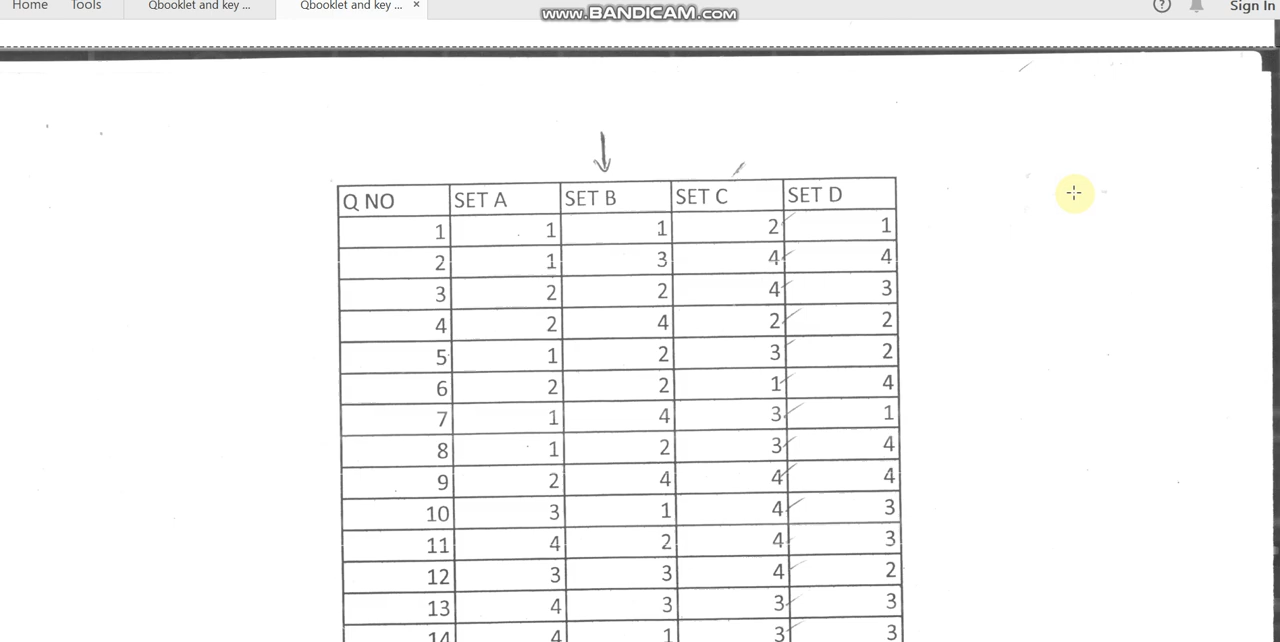 Home Tools Qbooklet and key ... Qbooklet and key ... × www.BANDICAM.com ? Sign In
Q NO SET A SET B SET C SET D
1 1 1 2 1
2 1 3 4 4
3 2 2 4 3
4 2 4 2 2
5 1 2 3 2
6 2 2 1 4
7 1 4 3 1
8 1 2 3 4
9 2 4 4 4
10 3 1 4 3
11 4 2 4 3
12 3 3 4 2
13 4 3 3 3
14 4 1 3 3